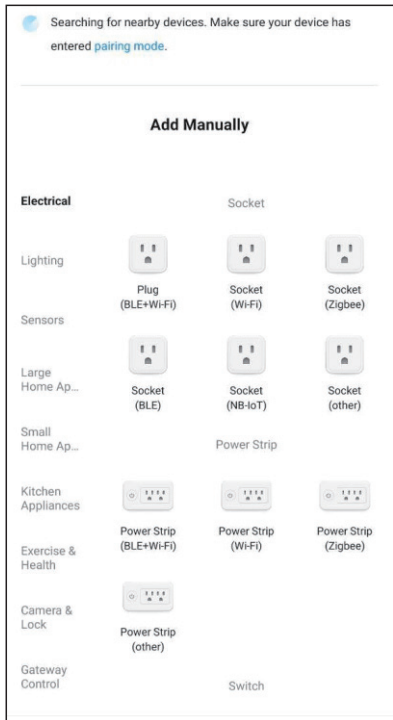 Searching for nearby devices. Make sure your device has
entered pairing mode.
Add Manually
Electrical
Lighting
Sensors
Large
Home Ap...
Small
Home Ap...
Kitchen
Appliances
Exercise &
Health
Camera &
Lock
Gateway
Control
Socket
Plug
(BLE+Wi-Fi)
Socket
(Wi-Fi)
Socket
(Zigbee)
Socket
(BLE)
Socket
(NB-IoT)
Socket
(other)
Power Strip
Power Strip
(BLE+Wi-Fi)
Power Strip
(Wi-Fi)
Power Strip
(Zigbee)
Power Strip
(other)
Switch